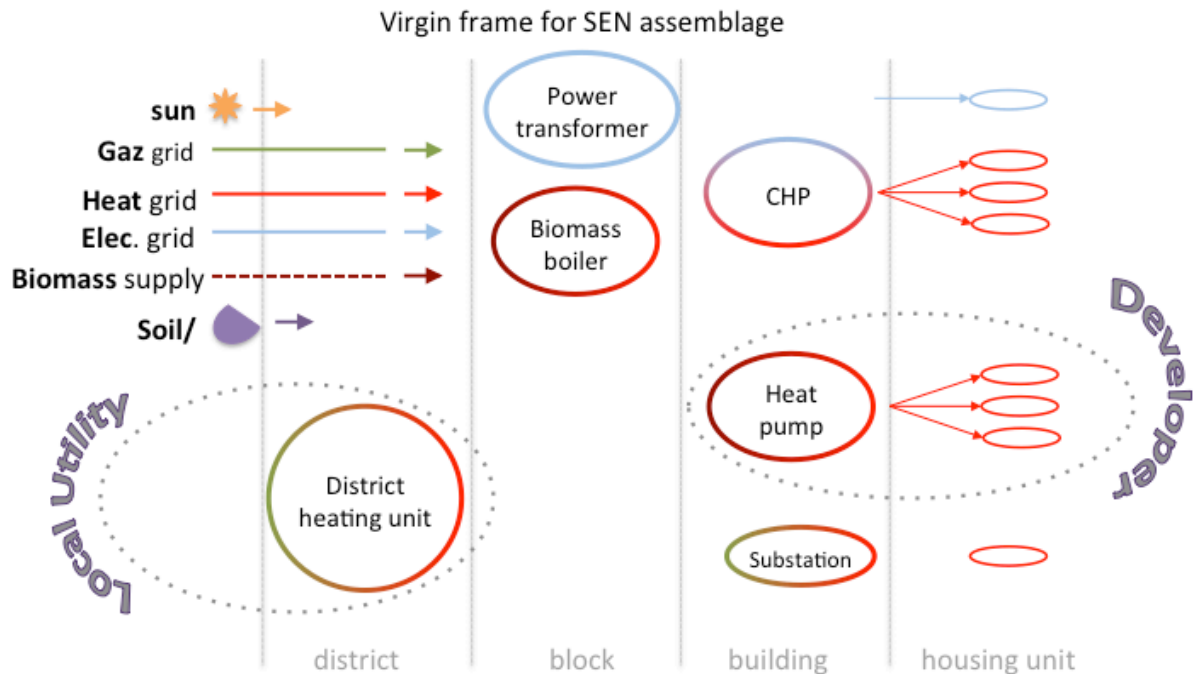 Virgin frame for SEN assemblage
sun
Gaz grid
Heat grid
Elec. grid
Biomass supply
Soil/
Power
transformer
Biomass
boiler
CHP
Heat
pump
District
heating unit
Substation
Local Utility
Developer
district
block
building
housing unit